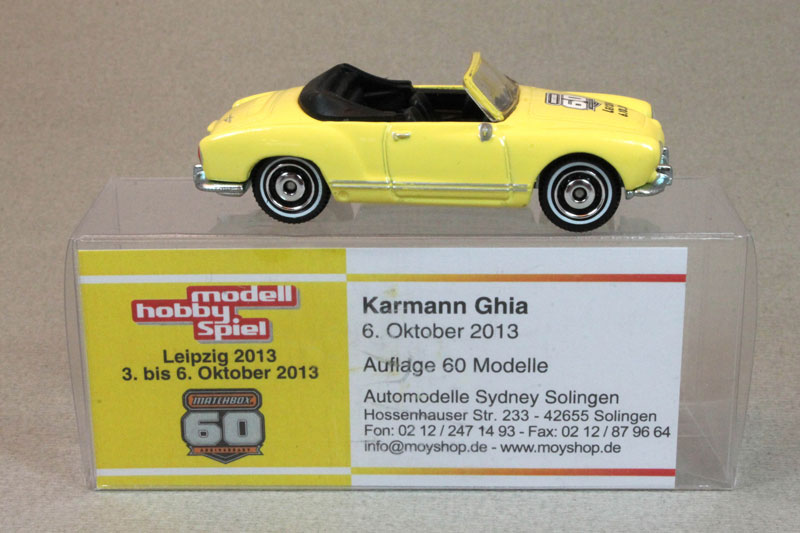 60
modell
hobby
Spiel
Leipzig 2013
3. bis 6. Oktober 2013
MATCHBOX
60
ANNIVERSARY
Karmann Ghia
6. Oktober 2013
Auflage 60 Modelle
Automodelle Sydney Solingen
Hossenhauser Str. 233 - 42655 Solingen
Fon: 02 12 / 247 14 93 - Fax: 02 12 / 87 96 64
info@moyshop.de - www.moyshop.de